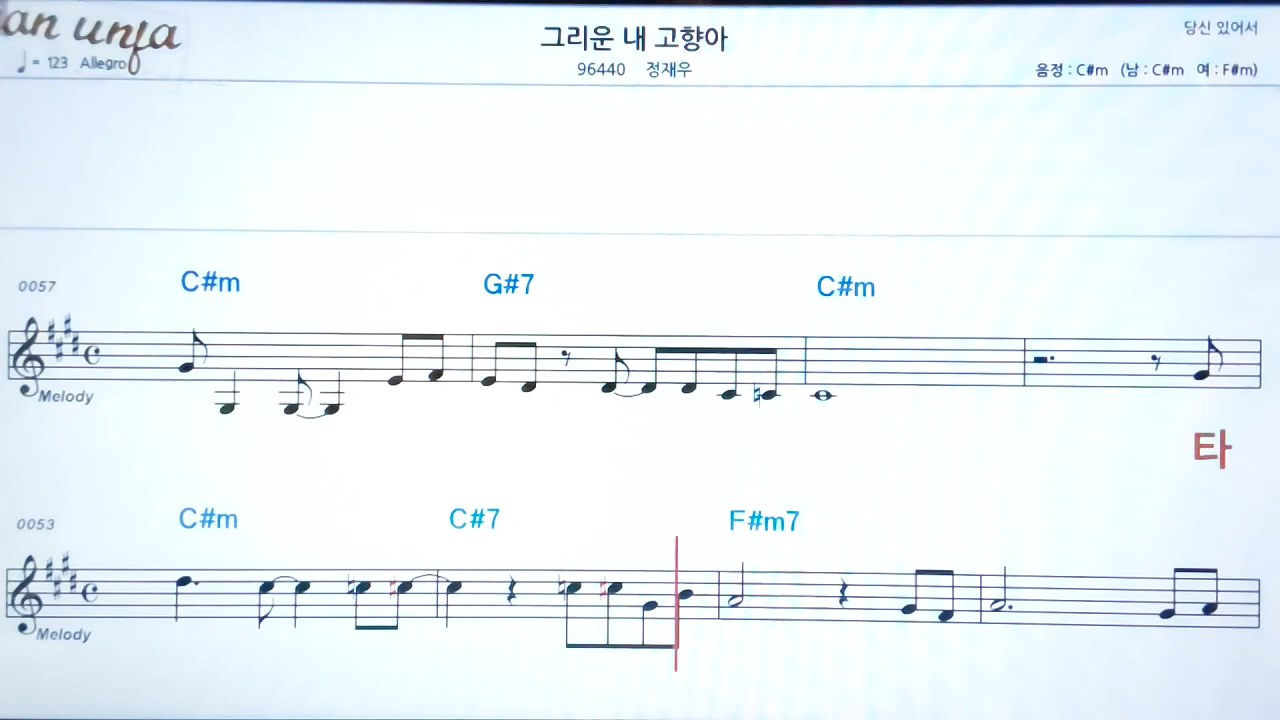 an unja
♩= 123 Allegro
그리운 내 고향아
96440 정재우
당신 있어서
음정 : C#m (남 : C#m 여 : F#m)
0057
C#m G#7 C#m
Melody
타
0053
C#m C#7 F#m7
Melody